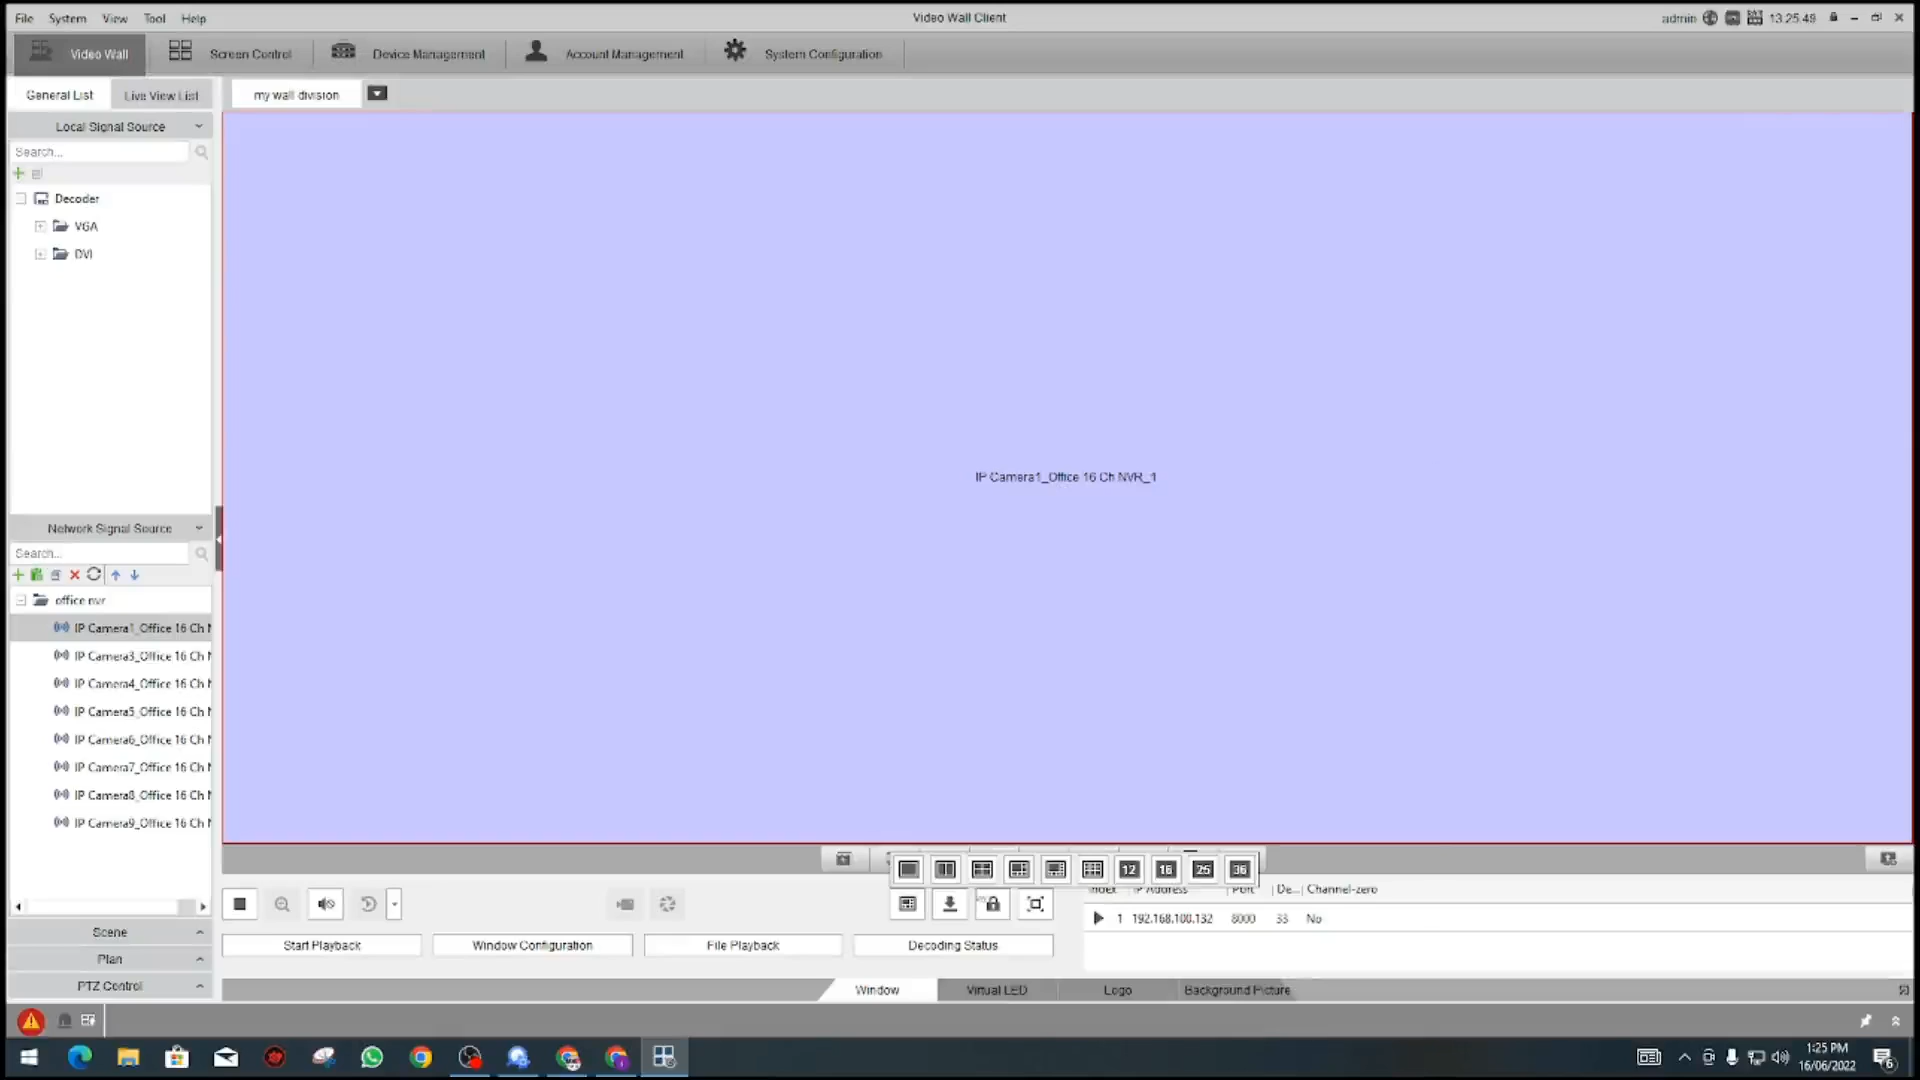 File System View Tool Help
Video Wall Client
admin 13:25:49
Video Wall Screen Control Device Management Account Management System Configuration
General List Live View List
my wall division
Local Signal Source
Search...
Decoder
VGA
DVI
IP Camera1_Office 16 Ch NVR_1
Network Signal Source
Search...
office nvr
IP Camera1_Office 16 Ch N
IP Camera3_Office 16 Ch N
IP Camera4_Office 16 Ch N
IP Camera5_Office 16 Ch N
IP Camera6_Office 16 Ch N
IP Camera7_Office 16 Ch N
IP Camera8_Office 16 Ch N
IP Camera9_Office 16 Ch N
12 16 25 36
Index IP Address Port De... Channel-zero
1 192.168.100.132 8000 33 No
Start Playback Window Configuration File Playback Decoding Status
Scene
Plan
PTZ Control
Window Virtual LED Logo Background Picture
1:25 PM
16/06/2022
6